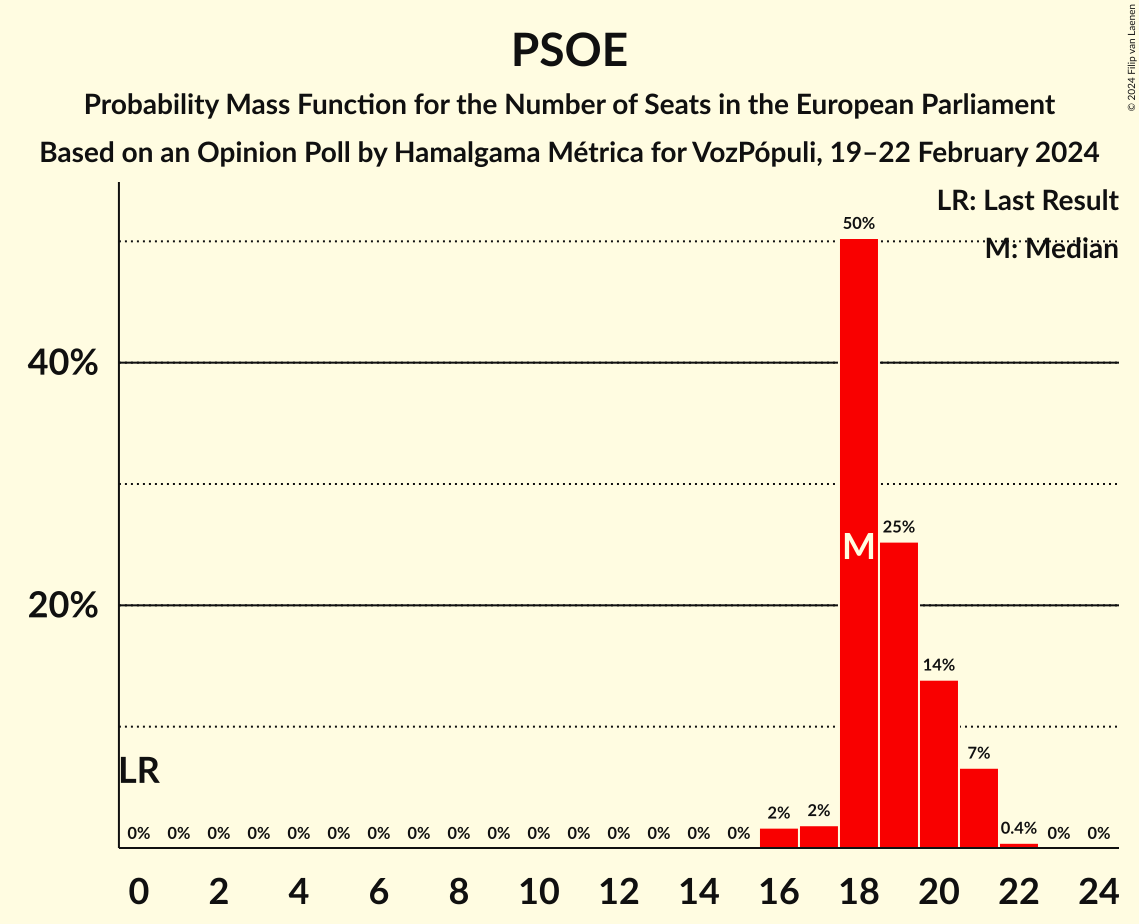 PSOE
Probability Mass Function for the Number of Seats in the European Parliament
Based on an Opinion Poll by Hamalgama Métrica for VozPópuli, 19–22 February 2024
© 2024 Filip van Laenen
LR: Last Result
M: Median
50%
40%
M
25%
20%
14%
LR
7%
0% 0% 0% 0% 0% 0% 0% 0% 0% 0% 0% 0% 0% 0% 0% 0% 2% 2% 0.4% 0% 0%
0 2 4 6 8 10 12 14 16 18 20 22 24